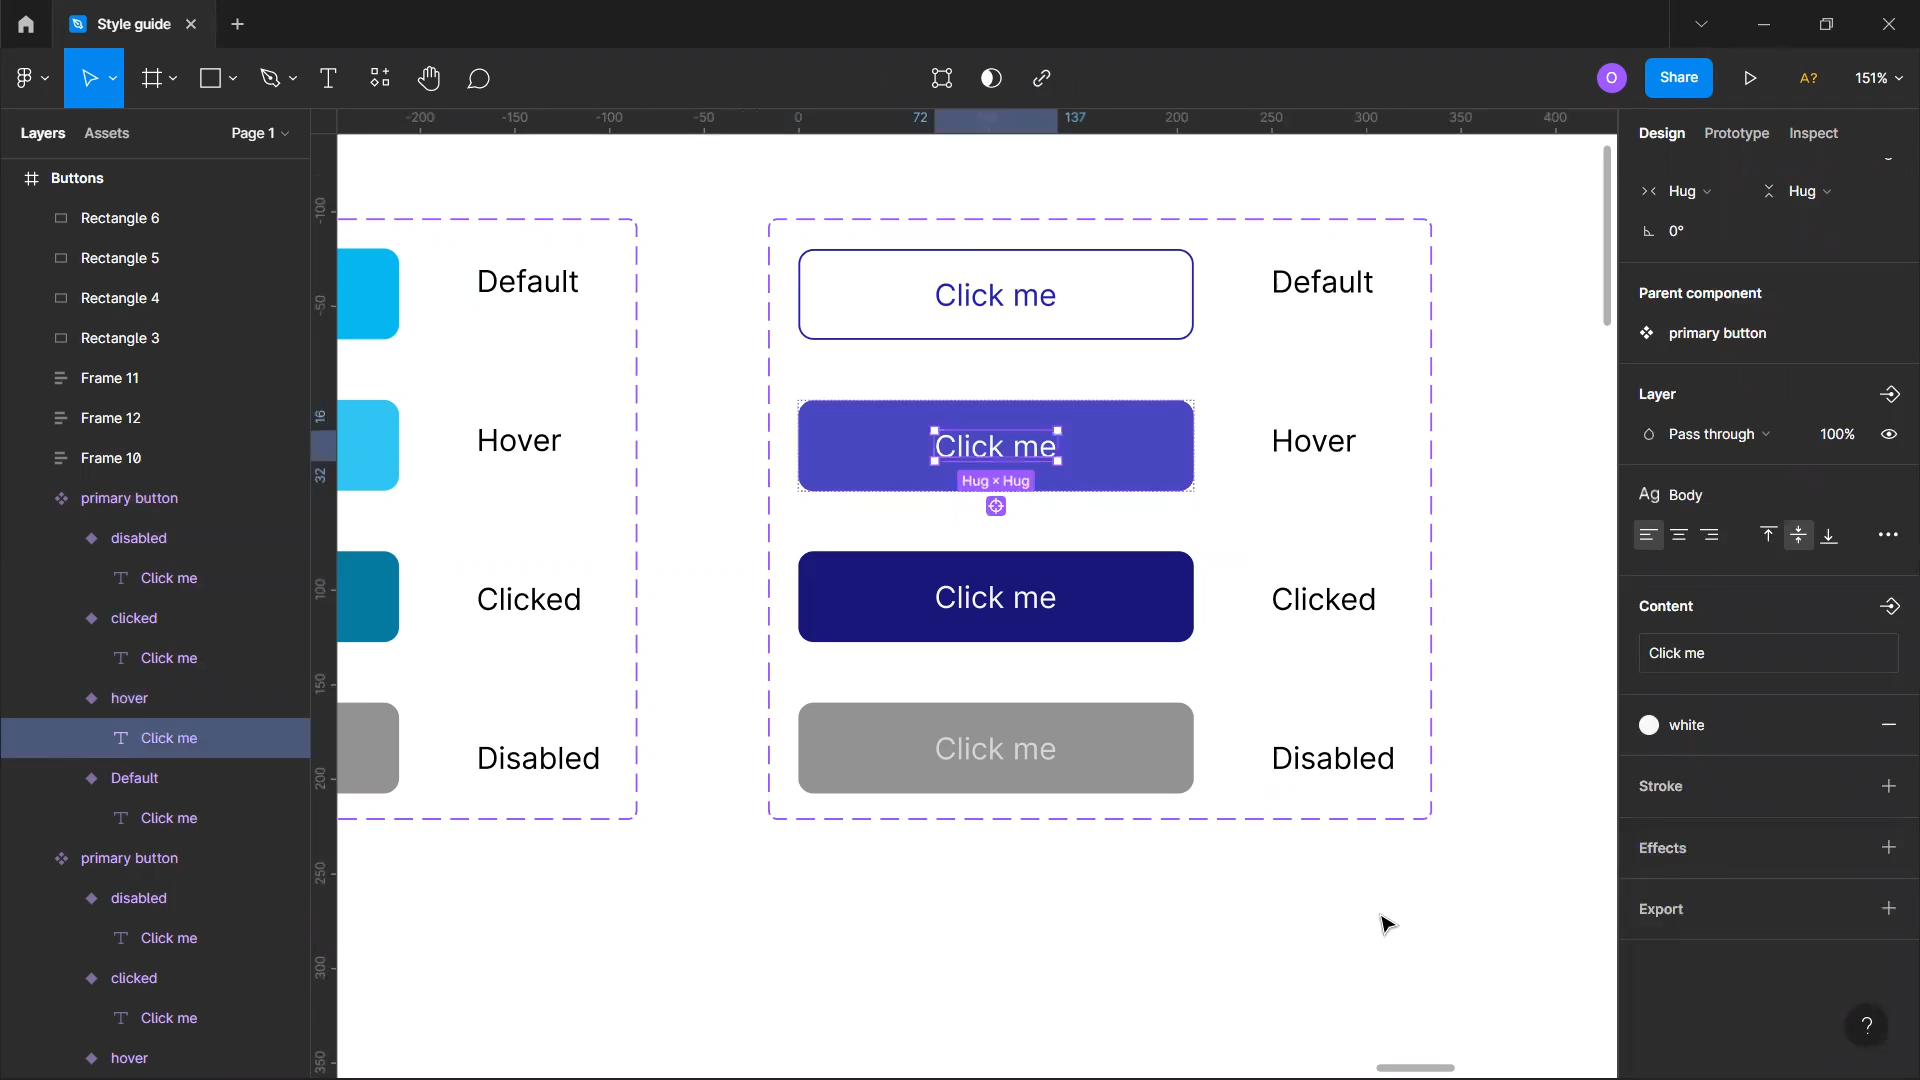 Style guide
O
Share
A?
151%
Layers
Assets
Page 1
-200
-150
-100
-50
0
72
137
200
250
300
350
400
Design
Prototype
Inspect
Buttons
Rectangle 6
Rectangle 5
Rectangle 4
Rectangle 3
Frame 11
Frame 12
Frame 10
primary button
disabled
Click me
clicked
Click me
hover
Click me
Default
Click me
primary button
disabled
Click me
clicked
Click me
hover
-100
-50
16
32
100
150
200
250
300
350
Default
Hover
Clicked
Disabled
Click me
Default
Click me
Hug × Hug
Hover
Click me
Clicked
Click me
Disabled
Hug
Hug
0°
Parent component
primary button
Layer
Pass through
100%
Ag Body
Content
Click me
white
Stroke
Effects
Export
?